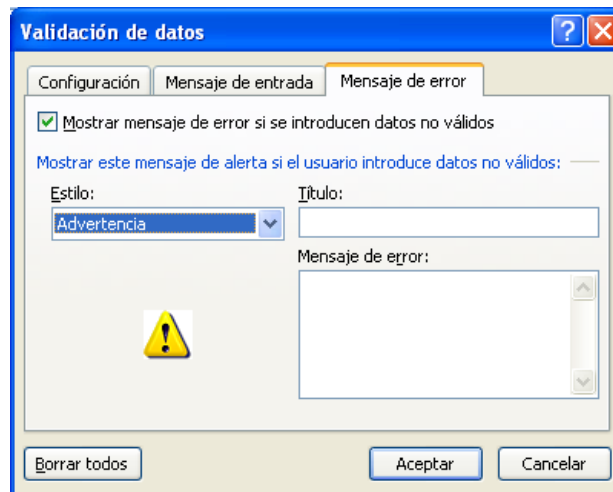 Validación de datos
Configuración
Mensaje de entrada
Mensaje de error
Mostrar mensaje de error si se introducen datos no válidos
Mostrar este mensaje de alerta si el usuario introduce datos no válidos:
Estilo:
Título:
Advertencia
Mensaje de error:
Borrar todos
Aceptar
Cancelar